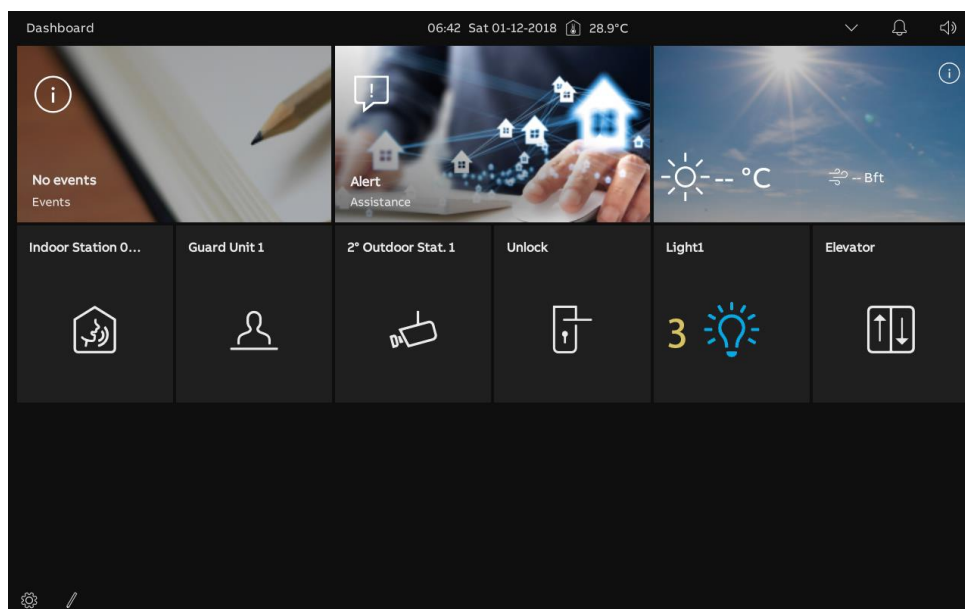 Dashboard
06:42 Sat 01-12-2018 28.9°C
No events
Events
Alert
Assistance
-- °C
-- Bft
Indoor Station 0...
Guard Unit 1
2° Outdoor Stat. 1
Unlock
Light1
Elevator
3